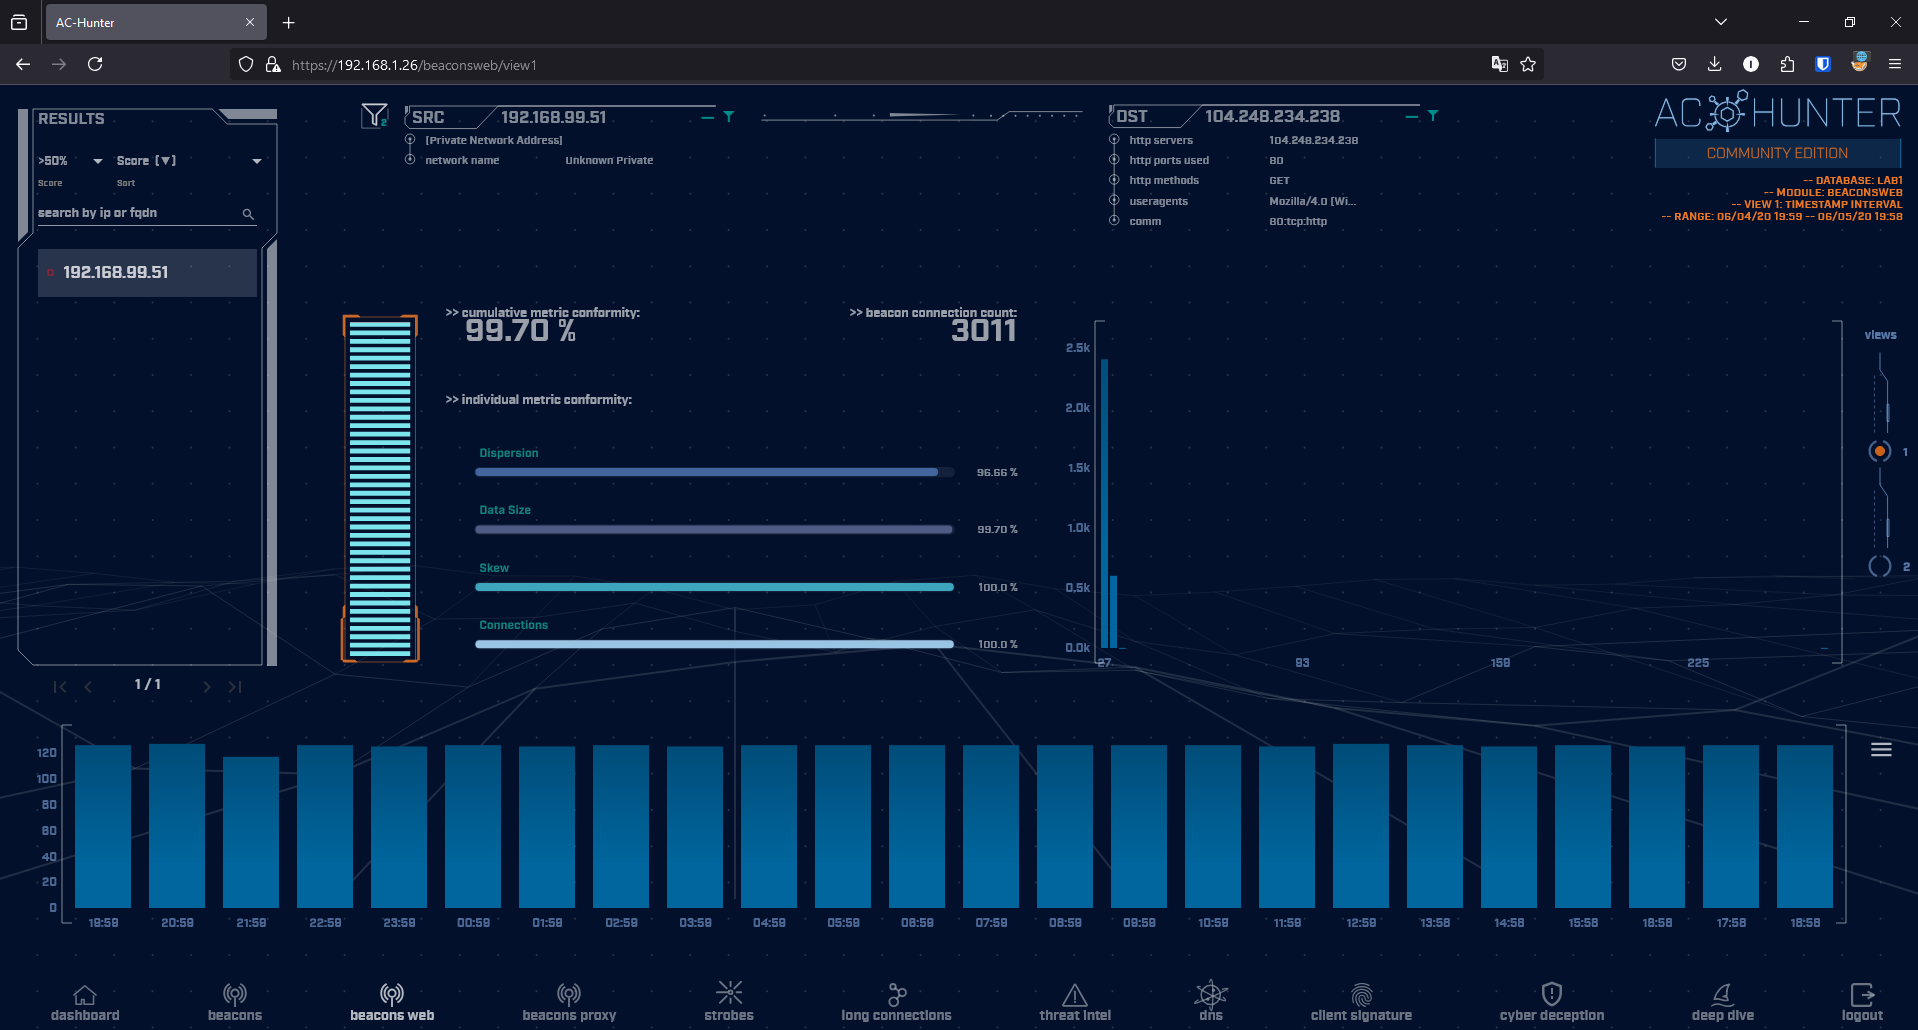 AC-Hunter
https://192.168.1.26/beaconsweb/view1
RESULTS
>50%
Score [▼]
Score
Sort
search by ip or fqdn
192.168.99.51
1 / 1
2
SRC 192.168.99.51
[Private Network Address]
network name Unknown Private
DST 104.248.234.238
http servers 104.248.234.238
http ports used 80
http methods GET
useragents Mozilla/4.0 (Wi...
comm 80:tcp:http
AC HUNTER
COMMUNITY EDITION
-- DATABASE: LAB1
-- MODULE: BEACONSWEB
-- VIEW 1: TIMESTAMP INTERVAL
-- RANGE: 06/04/20 19:59 -- 06/05/20 19:58
>> cumulative metric conformity:
99.70 %
>> beacon connection count:
3011
>> individual metric conformity:
Dispersion
96.66 %
Data Size
99.70 %
Skew
100.0 %
Connections
100.0 %
2.5k
2.0k
1.5k
1.0k
0.5k
0.0k
27 93 159 225
views
1
2
120
100
80
60
40
20
0
19:59 20:59 21:59 22:59 23:59 00:59 01:59 02:59 03:59 04:59 05:59 06:59 07:59 08:59 09:59 10:59 11:59 12:59 13:58 14:58 15:58 16:58 17:58 18:58
dashboard beacons beacons web beacons proxy strobes long connections threat intel dns client signature cyber deception deep dive logout